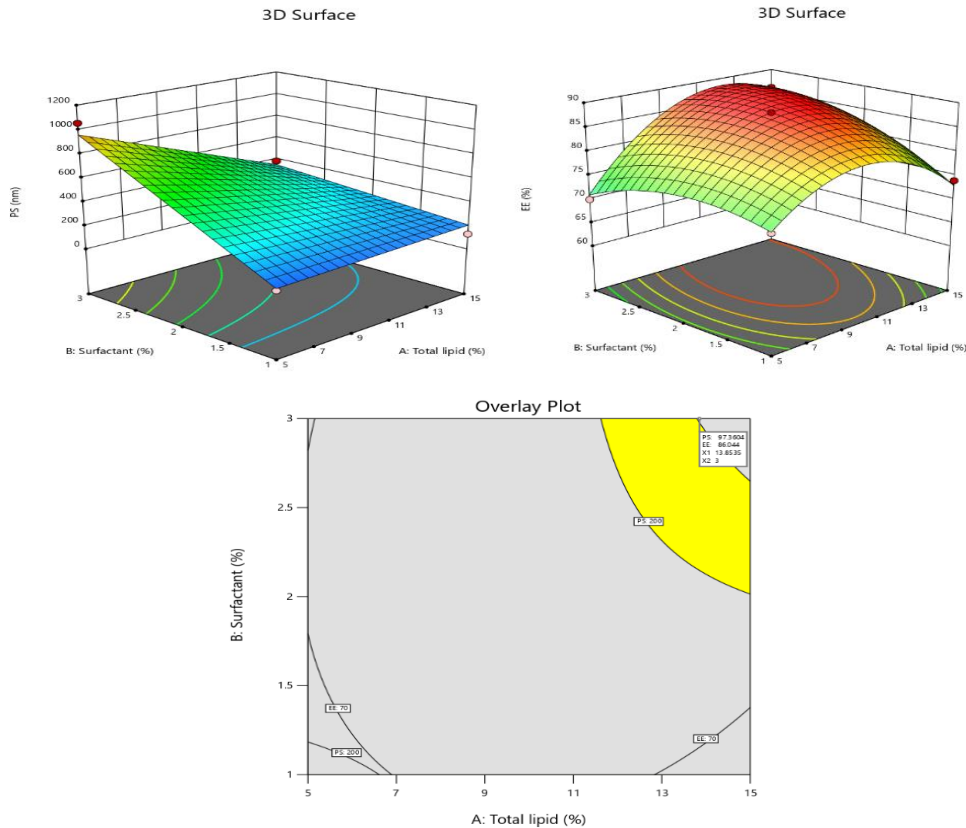 3D Surface
1200
1000
800
600
400
200
0
PS (nm)
3
2.5
2
1.5
1
B: Surfactant (%)
5
7
9
11
13
15
A: Total lipid (%)
3D Surface
90
85
80
75
70
65
60
EE (%)
3
2.5
2
1.5
1
B: Surfactant (%)
5
7
9
11
13
15
A: Total lipid (%)
Overlay Plot
3
2.5
2
1.5
1
B: Surfactant (%)
PS: 97.3604
EE: 86.044
X1 13.8535
X2 3
PS: 200
EE: 70
PS: 200
EE: 70
5
7
9
11
13
15
A: Total lipid (%)